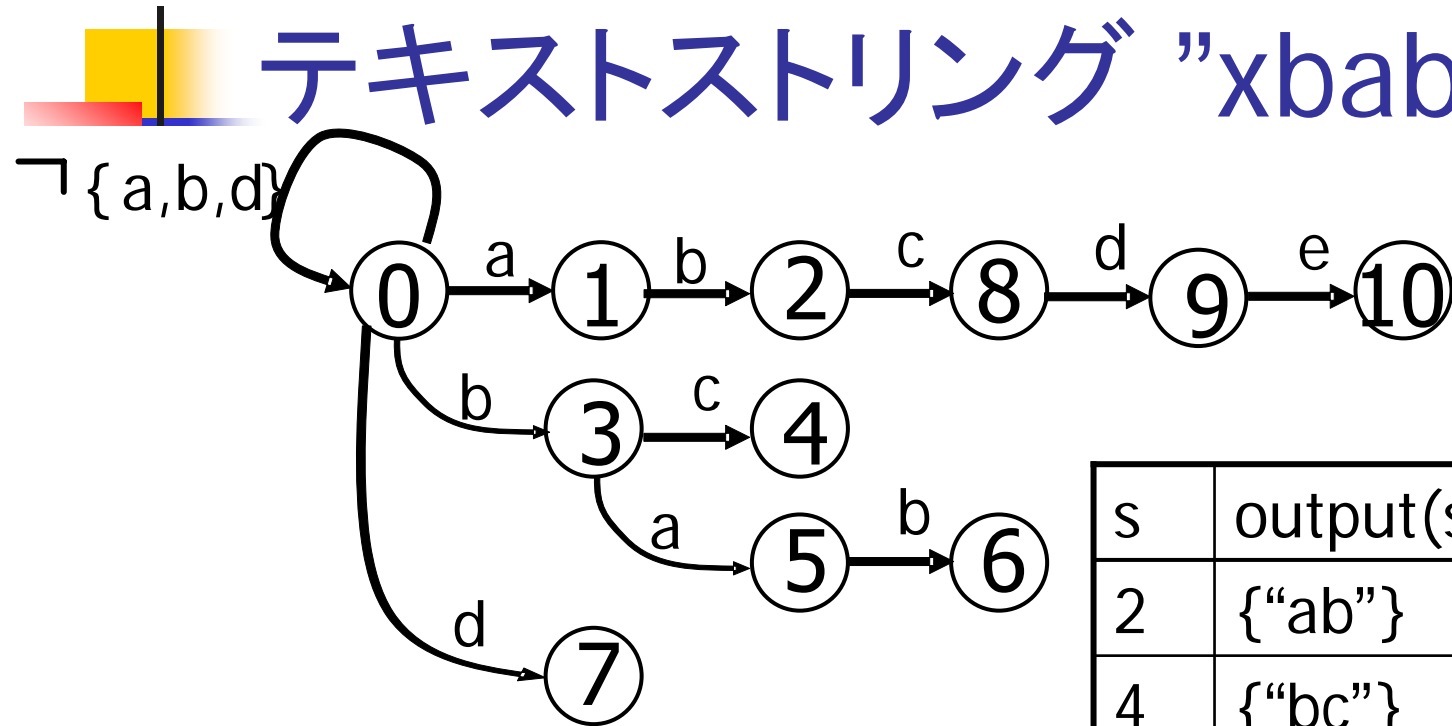 テキストストリング ”xbab
￢{a,b,d}
0 a 1 b 2 c 8 d 9 e 10
b 3 c 4
a 5 b 6
d 7
s output(s
2 {“ab”}
4 {“bc”}